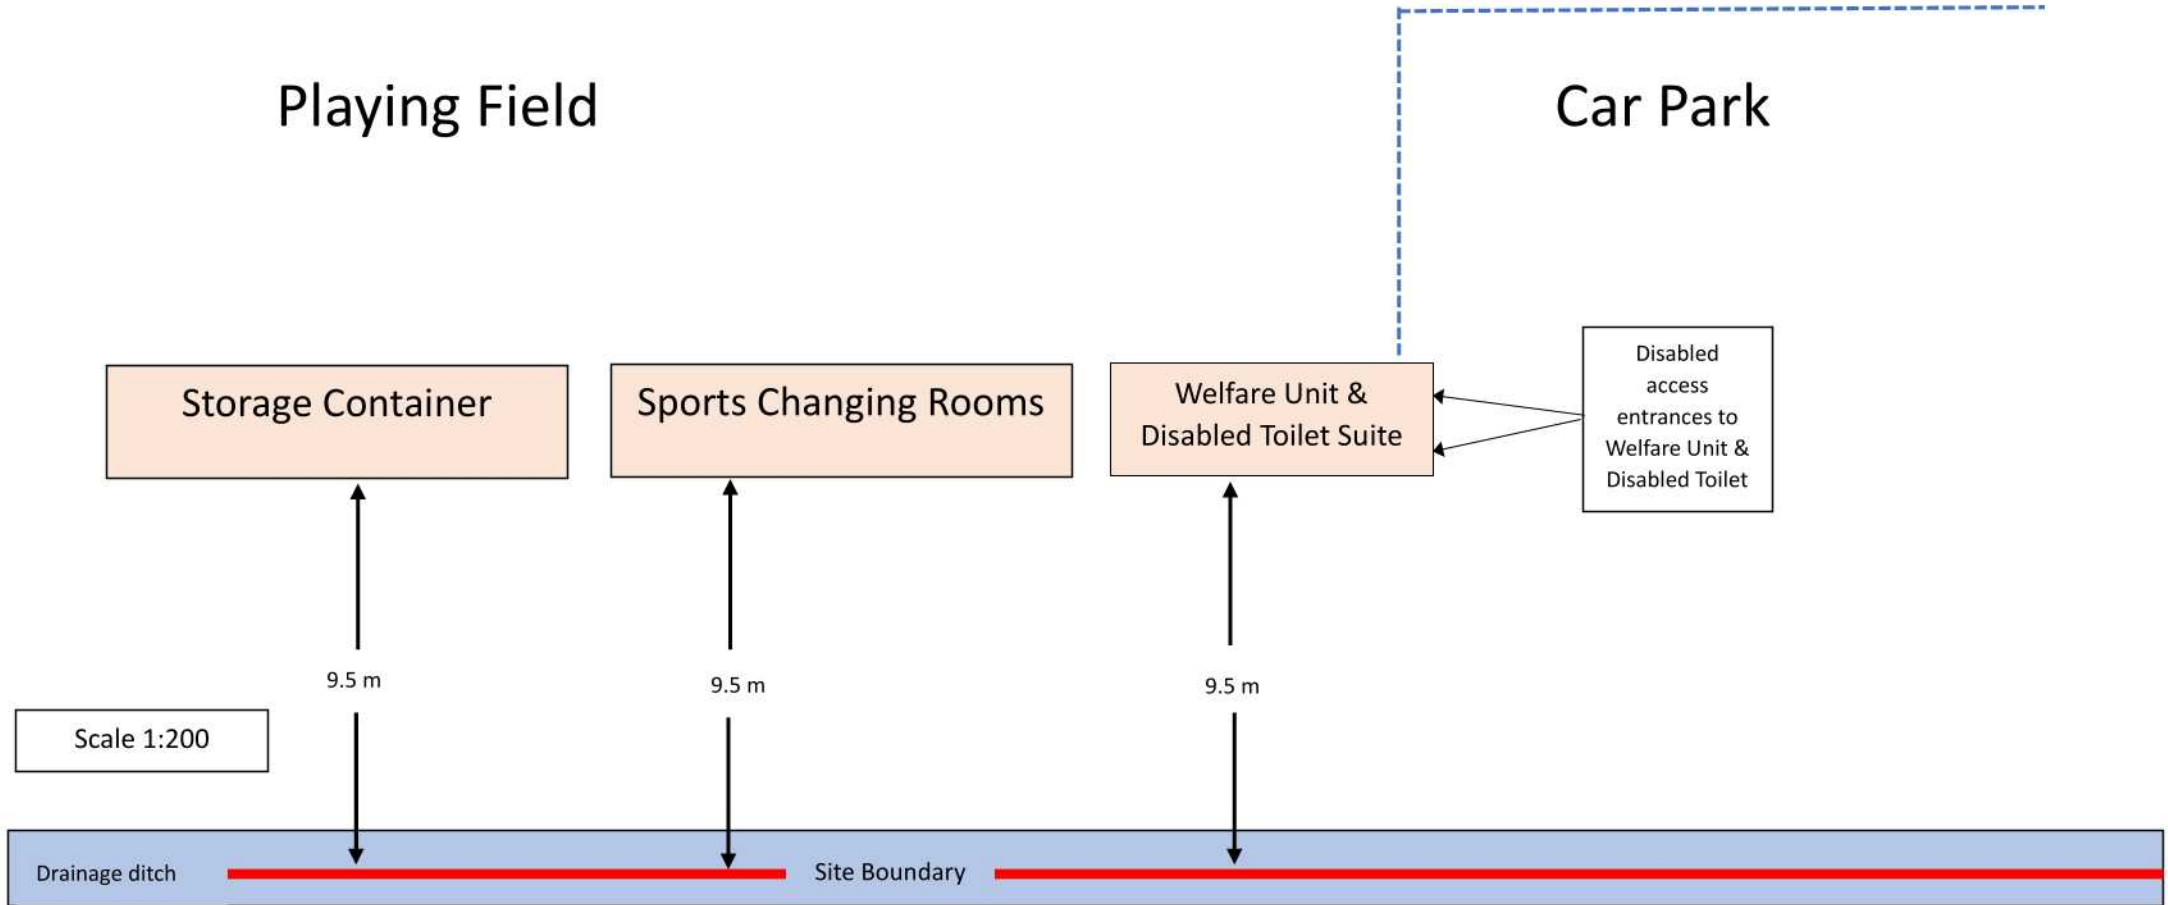 Playing Field
Car Park
Storage Container
Sports Changing Rooms
Welfare Unit &
Disabled Toilet Suite
Disabled
access
entrances to
Welfare Unit &
Disabled Toilet
9.5 m
9.5 m
9.5 m
Scale 1:200
Drainage ditch
Site Boundary